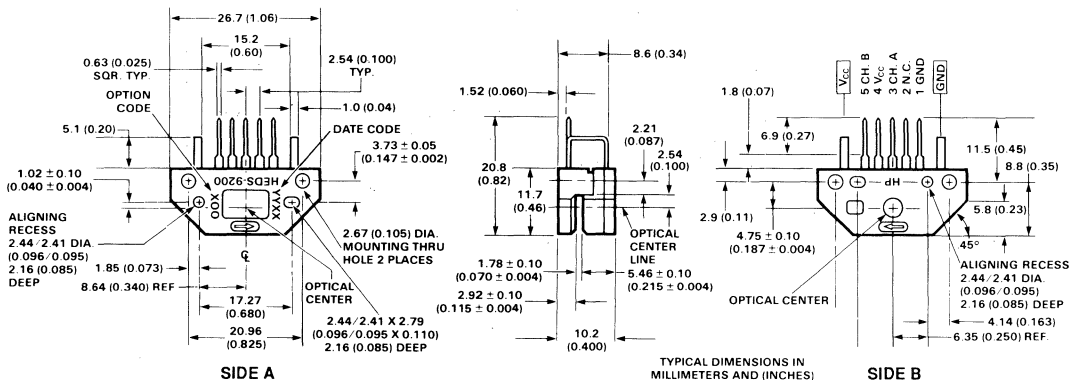 26.7 (1.06)
15.2
(0.60)
0.63 (0.025)
SQR. TYP.
2.54 (0.100)
TYP.
OPTION
CODE
1.0 (0.04)
5.1 (0.20)
DATE CODE
3.73 ± 0.05
(0.147 ± 0.002)
1.02 ± 0.10
(0.040 ± 0.004)
HEDS-9200
X00
YYXX
ALIGNING
RECESS
2.44/2.41 DIA.
(0.096/0.095)
2.16 (0.085)
DEEP
2.67 (0.105) DIA.
MOUNTING THRU
HOLE 2 PLACES
1.85 (0.073)
8.64 (0.340) REF
OPTICAL
CENTER
17.27
(0.680)
20.96
(0.825)
2.44/2.41 X 2.79
(0.096/0.095 X 0.110)
2.16 (0.085) DEEP
SIDE A
8.6 (0.34)
1.52 (0.060)
2.21
(0.087)
2.54
(0.100)
20.8
(0.82)
11.7
(0.46)
OPTICAL
CENTER
LINE
1.78 ± 0.10
(0.070 ± 0.004)
5.46 ± 0.10
(0.215 ± 0.004)
2.92 ± 0.10
(0.115 ± 0.004)
10.2
(0.400)
TYPICAL DIMENSIONS IN
MILLIMETERS AND (INCHES)
VCC
5 CH. B
4 VCC
3 CH. A
2 N.C.
1 GND
GND
1.8 (0.07)
6.9 (0.27)
11.5 (0.45)
8.8 (0.35)
HP
2.9 (0.11)
5.8 (0.23)
4.75 ± 0.10
(0.187 ± 0.004)
45°
OPTICAL CENTER
ALIGNING RECESS
2.44/2.41 DIA.
(0.096/0.095)
2.16 (0.085) DEEP
4.14 (0.163)
6.35 (0.250) REF.
SIDE B